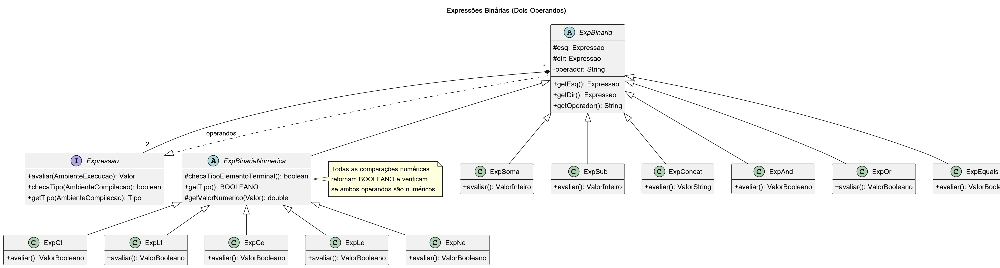 Expressões Binárias (Dois Operandos)
A ExpBinaria
#esq: Expressao
#dir: Expressao
-operador: String
+getEsq(): Expressao
+getDir(): Expressao
+getOperador(): String
1
operandos
2
I Expressao
+avaliar(AmbienteExecucao): Valor
+checaTipo(AmbienteCompilacao): boolean
+getTipo(AmbienteCompilacao): Tipo
A ExpBinariaNumerica
#checaTipoElementoTerminal(): boolean
+getTipo(): BOOLEANO
#getValorNumerico(Valor): double
Todas as comparações numéricas
retornam BOOLEANO e verificam
se ambos operandos são numéricos
C ExpSoma
+avaliar(): ValorInteiro
C ExpSub
+avaliar(): ValorInteiro
C ExpConcat
+avaliar(): ValorString
C ExpAnd
+avaliar(): ValorBooleano
C ExpOr
+avaliar(): ValorBooleano
C ExpEquals
+avaliar():
C ExpGt
+avaliar(): ValorBooleano
C ExpLt
+avaliar(): ValorBooleano
C ExpGe
+avaliar(): ValorBooleano
C ExpLe
+avaliar(): ValorBooleano
C ExpNe
+avaliar(): ValorBooleano